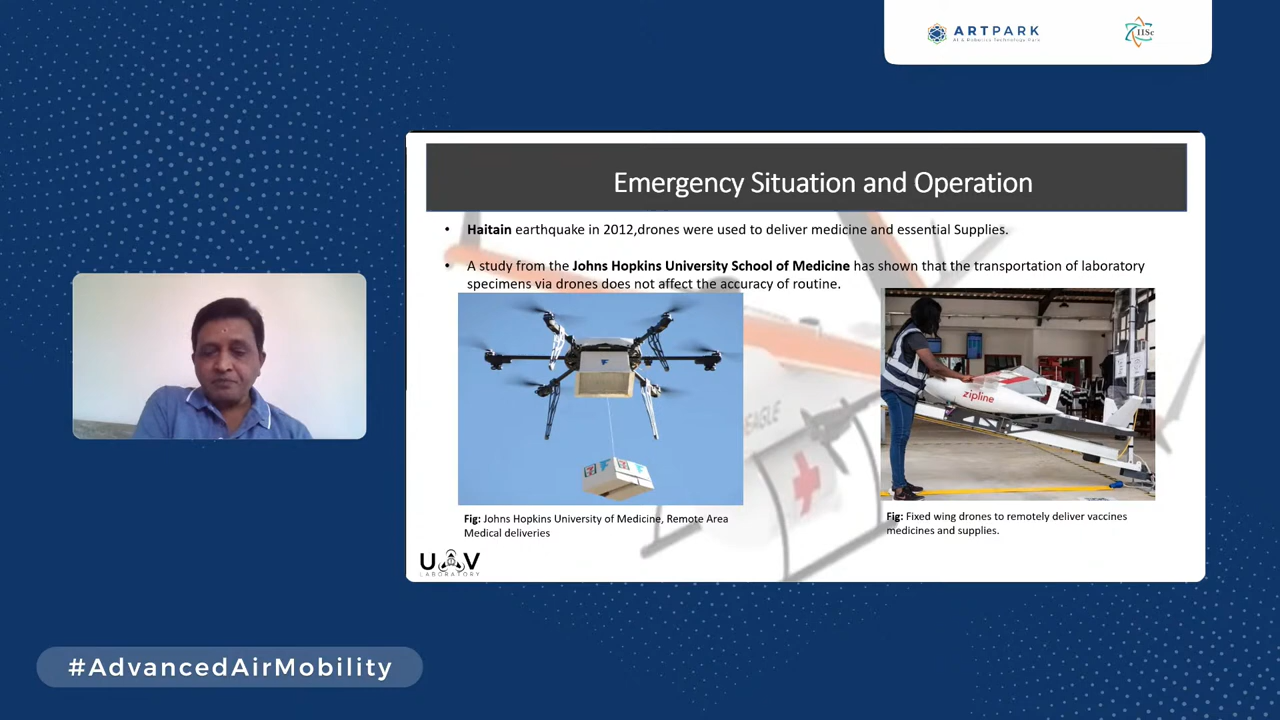 ARTPARK
AI & Robotics Technology Park
IISc
Emergency Situation and Operation
• Haitain earthquake in 2012,drones were used to deliver medicine and essential Supplies.
• A study from the Johns Hopkins University School of Medicine has shown that the transportation of laboratory
specimens via drones does not affect the accuracy of routine.
EAGLE
zipline
Fig: Johns Hopkins University of Medicine, Remote Area
Medical deliveries
Fig: Fixed wing drones to remotely deliver vaccines
medicines and supplies.
UAV
LABORATORY
#AdvancedAirMobility